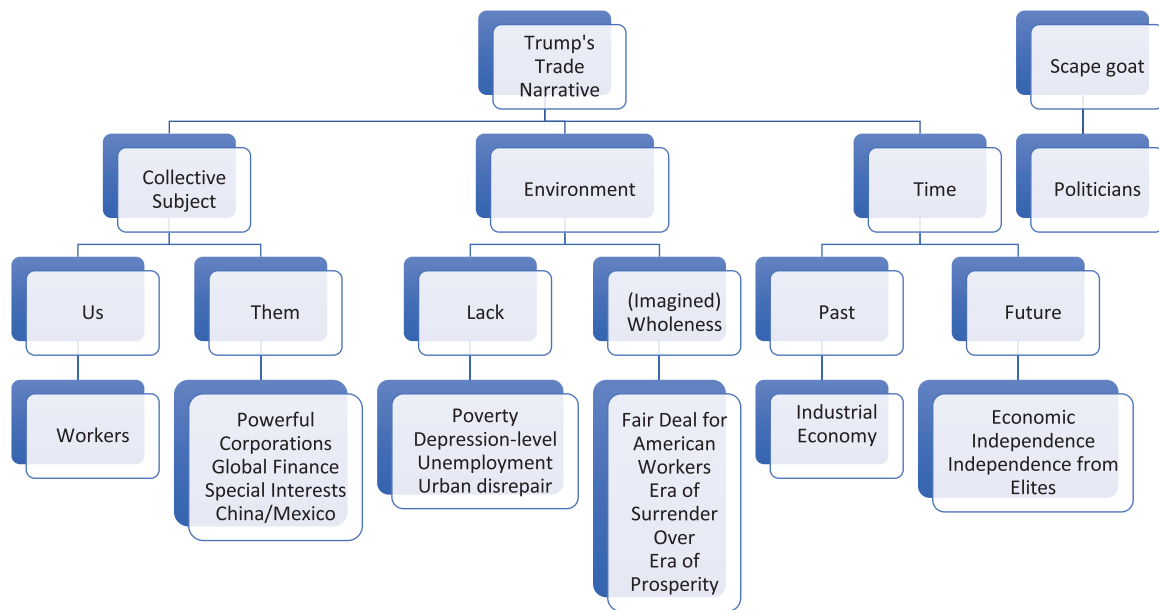 Trump's
Trade
Narrative
Scape goat
Collective
Subject
Environment
Time
Politicians
Us
Them
Lack
(Imagined)
Wholeness
Past
Future
Workers
Powerful
Corporations
Global Finance
Special Interests
China/Mexico
Poverty
Depression-level
Unemployment
Urban disrepair
Fair Deal for
American
Workers
Era of
Surrender
Over
Era of
Prosperity
Industrial
Economy
Economic
Independence
Independence from
Elites